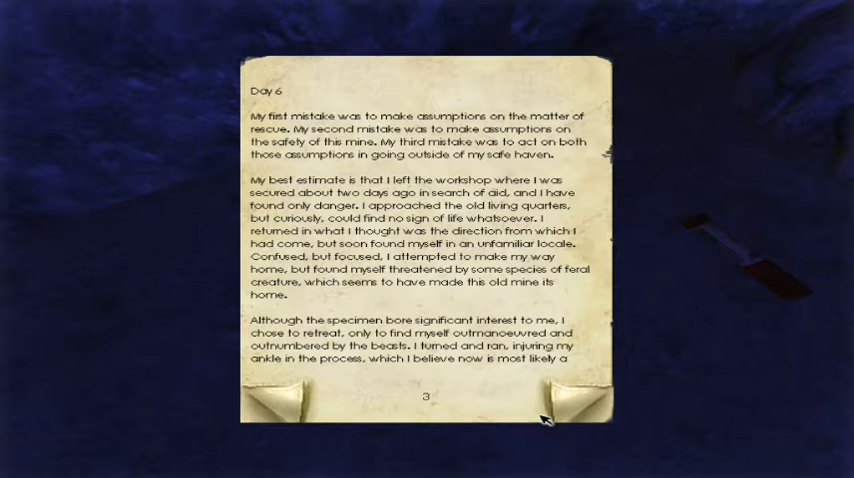 Day 6
My first mistake was to make assumptions on the matter of
rescue. My second mistake was to make assumptions on
the safety of this mine. My third mistake was to act on both
those assumptions in going outside of my safe haven.
My best estimate is that I left the workshop where I was
secured about two days ago in search of aid, and I have
found only danger. I approached the old living quarters,
but curiously, could find no sign of life whatsoever. I
returned in what I thought was the direction from which I
had come, but soon found myself in an unfamiliar locale.
Confused, but focused, I attempted to make my way
home, but found myself threatened by some species of feral
creature, which seems to have made this old mine its
home.
Although the specimen bore significant interest to me, I
chose to retreat, only to find myself outmanoeuvred and
outnumbered by the beasts. I turned and ran, injuring my
ankle in the process, which I believe now is most likely a
3